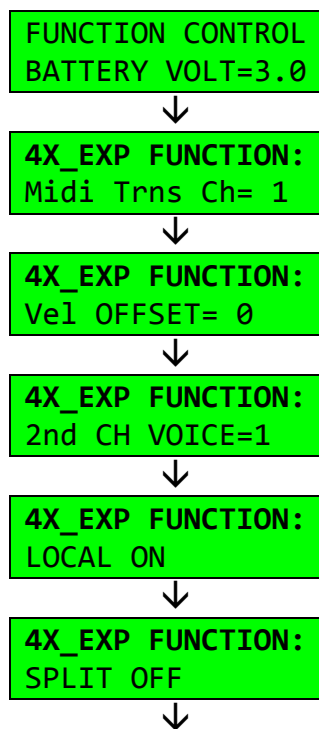 FUNCTION CONTROL
BATTERY VOLT=3.0
↓
4X_EXP FUNCTION:
Midi Trns Ch= 1
↓
4X_EXP FUNCTION:
Vel OFFSET= 0
↓
4X_EXP FUNCTION:
2nd CH VOICE=1
↓
4X_EXP FUNCTION:
LOCAL ON
↓
4X_EXP FUNCTION:
SPLIT OFF
↓